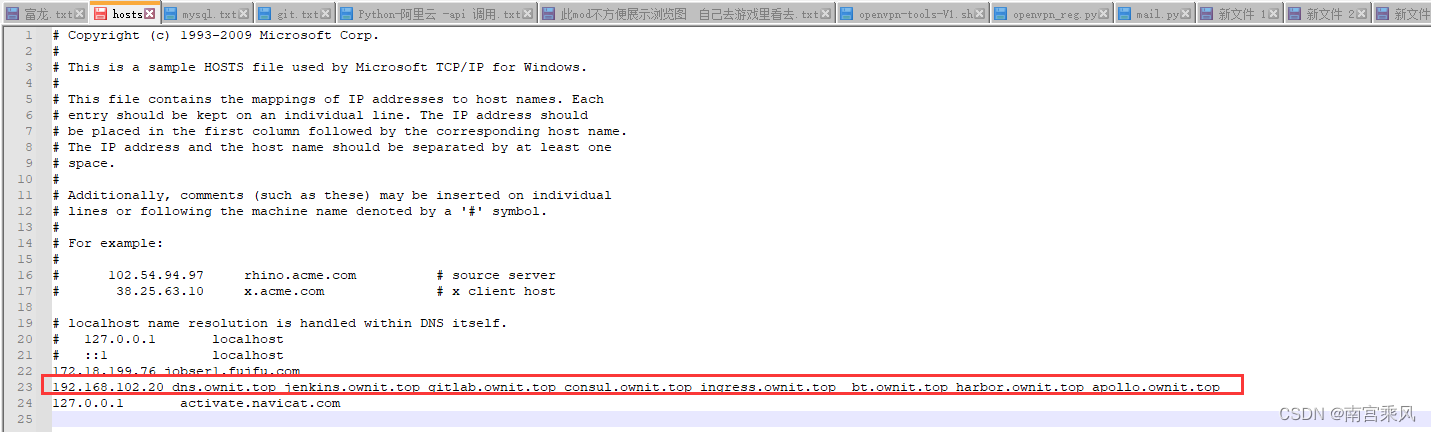 富龙.txt hosts mysql.txt git.txt Python-阿里云 -api 调用.txt 此mod不方便展示浏览图 自己去游戏里看去.txt openvpn-tools-V1.sh openvpn_reg.py mail.py 新文件 1 新文件 2 新文件
1 # Copyright (c) 1993-2009 Microsoft Corp.
2 #
3 # This is a sample HOSTS file used by Microsoft TCP/IP for Windows.
4 #
5 # This file contains the mappings of IP addresses to host names. Each
6 # entry should be kept on an individual line. The IP address should
7 # be placed in the first column followed by the corresponding host name.
8 # The IP address and the host name should be separated by at least one
9 # space.
10 #
11 # Additionally, comments (such as these) may be inserted on individual
12 # lines or following the machine name denoted by a '#' symbol.
13 #
14 # For example:
15 #
16 # 102.54.94.97 rhino.acme.com # source server
17 # 38.25.63.10 x.acme.com # x client host
18
19 # localhost name resolution is handled within DNS itself.
20 # 127.0.0.1 localhost
21 # ::1 localhost
22 172.18.199.76 jobser1.fuifu.com
23 192.168.102.20 dns.ownit.top jenkins.ownit.top gitlab.ownit.top consul.ownit.top ingress.ownit.top bt.ownit.top harbor.ownit.top apollo.ownit.top
24 127.0.0.1 activate.navicat.com
25
CSDN @南宫乘风